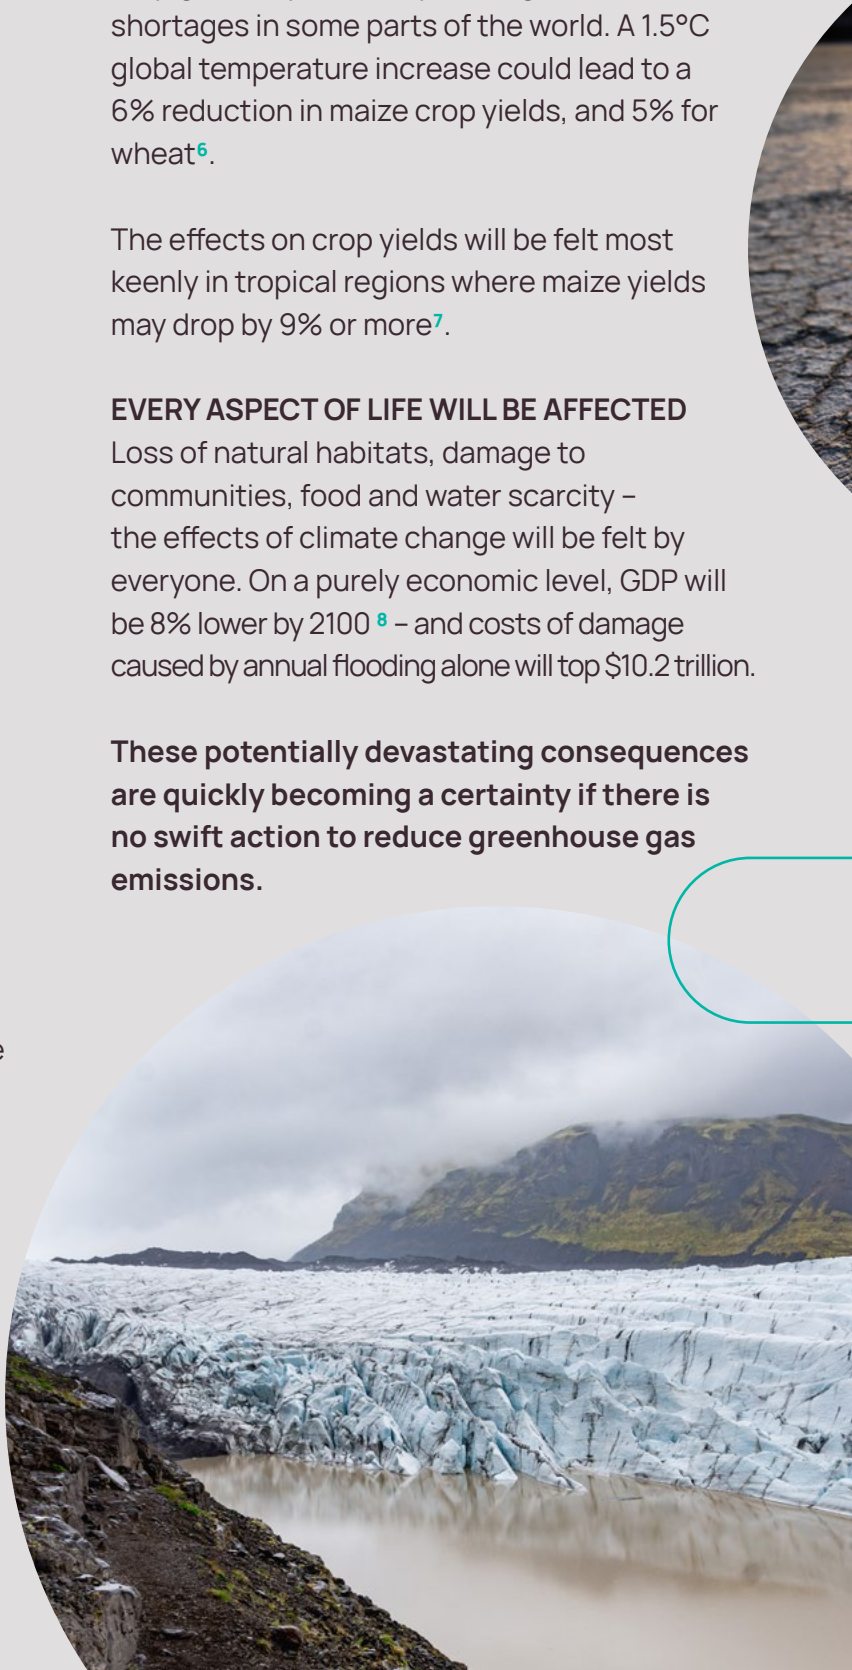 shortages in some parts of the world. A 1.5°C
global temperature increase could lead to a
6% reduction in maize crop yields, and 5% for
wheat⁶.
The effects on crop yields will be felt most
keenly in tropical regions where maize yields
may drop by 9% or more⁷.
EVERY ASPECT OF LIFE WILL BE AFFECTED
Loss of natural habitats, damage to
communities, food and water scarcity –
the effects of climate change will be felt by
everyone. On a purely economic level, GDP will
be 8% lower by 2100 ⁸ – and costs of damage
caused by annual flooding alone will top $10.2 trillion.
These potentially devastating consequences
are quickly becoming a certainty if there is
no swift action to reduce greenhouse gas
emissions.